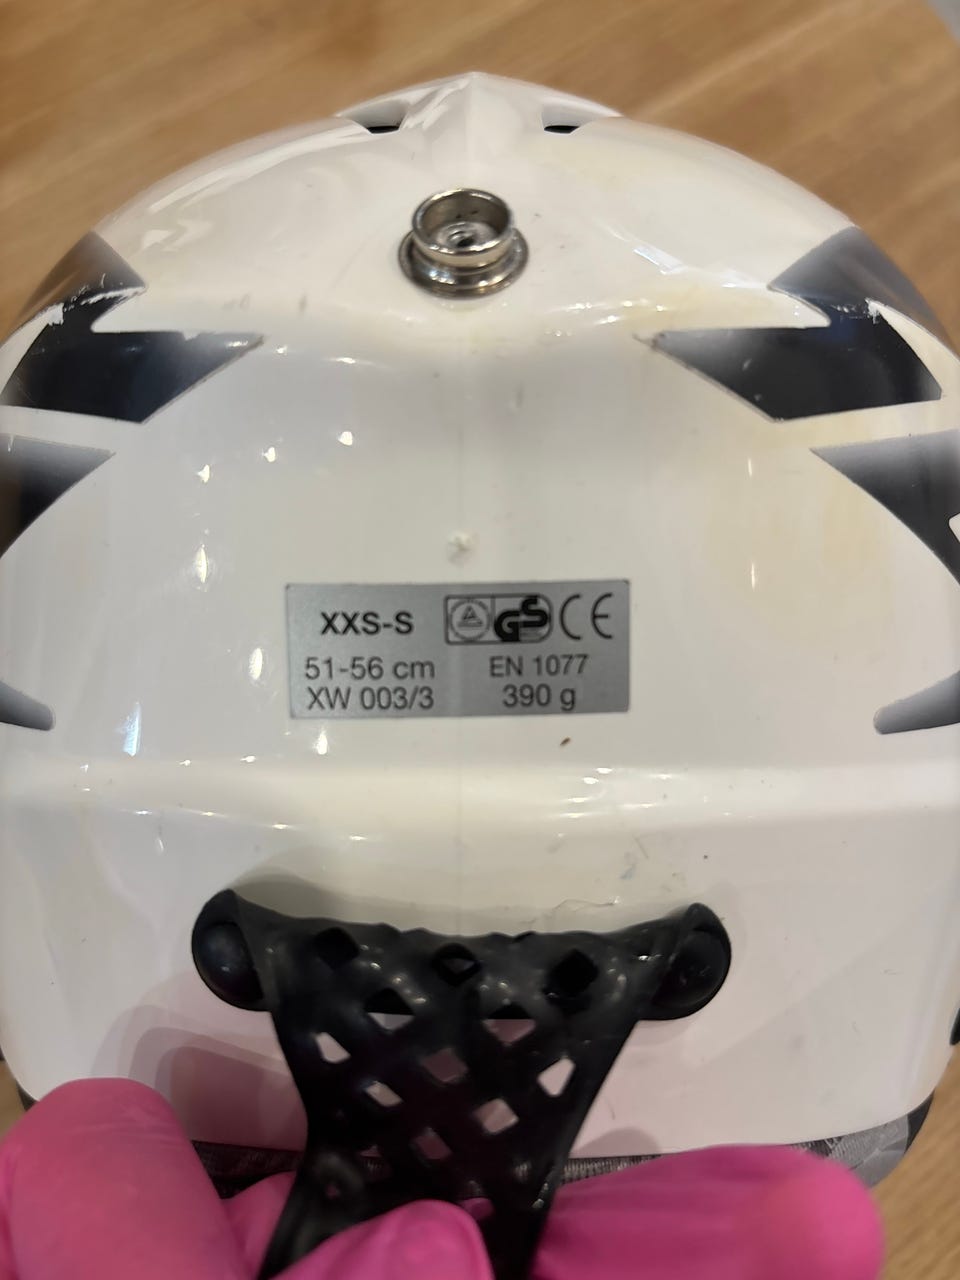 XXS-S GS CE
51-56 cm EN 1077
XW 003/3 390 g